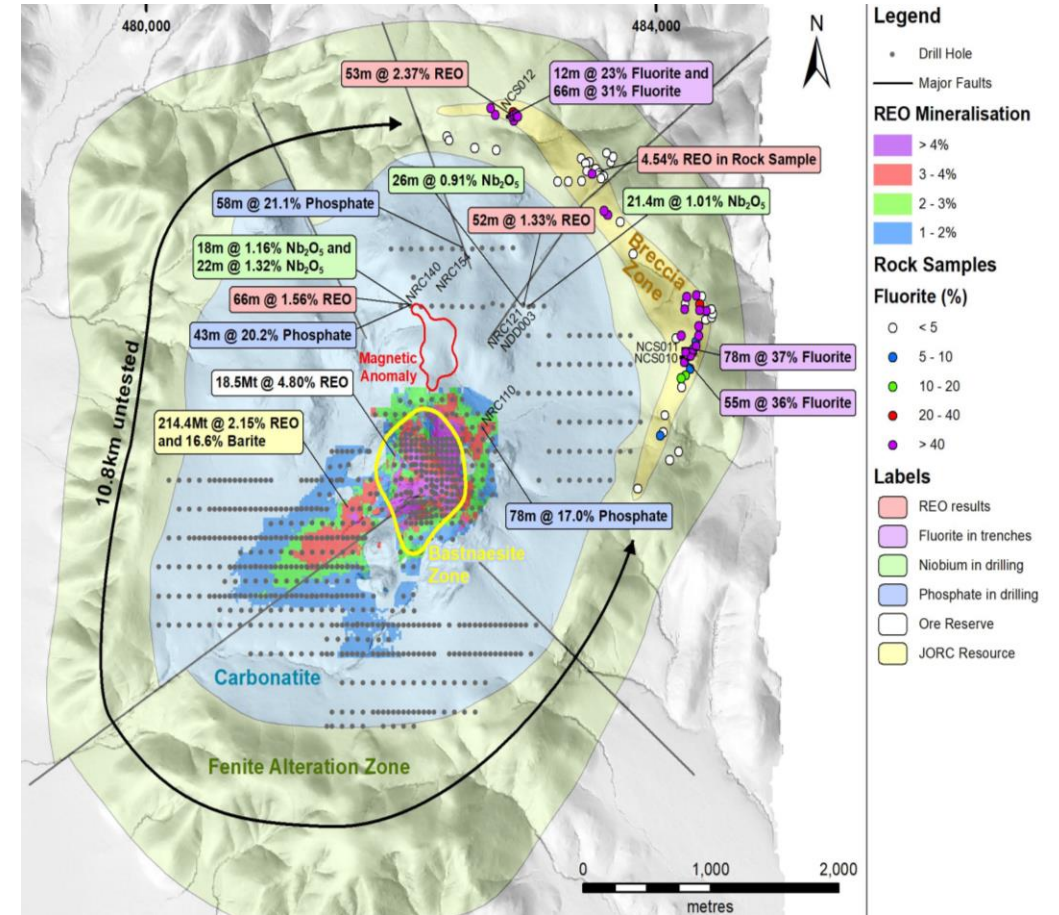 480,000
484,000
N
53m @ 2.37% REO
NCS012
12m @ 23% Fluorite and
66m @ 31% Fluorite
4.54% REO in Rock Sample
26m @ 0.91% Nb₂O₅
58m @ 21.1% Phosphate
21.4m @ 1.01% Nb₂O₅
52m @ 1.33% REO
18m @ 1.16% Nb₂O₅ and
22m @ 1.32% Nb₂O₅
Breccia
Zone
NRC140
NRC154
66m @ 1.56% REO
43m @ 20.2% Phosphate
NRC121
NDD003
NCS011
NCS010
78m @ 37% Fluorite
Magnetic
Anomaly
18.5Mt @ 4.80% REO
55m @ 36% Fluorite
NRC110
214.4Mt @ 2.15% REO
and 16.6% Barite
10.8km untested
78m @ 17.0% Phosphate
Bastnaesite
Zone
Carbonatite
Fenite Alteration Zone
0
1,000
2,000
metres
Legend
Drill Hole
Major Faults
REO Mineralisation
> 4%
3 - 4%
2 - 3%
1 - 2%
Rock Samples
Fluorite (%)
< 5
5 - 10
10 - 20
20 - 40
> 40
Labels
REO results
Fluorite in trenches
Niobium in drilling
Phosphate in drilling
Ore Reserve
JORC Resource